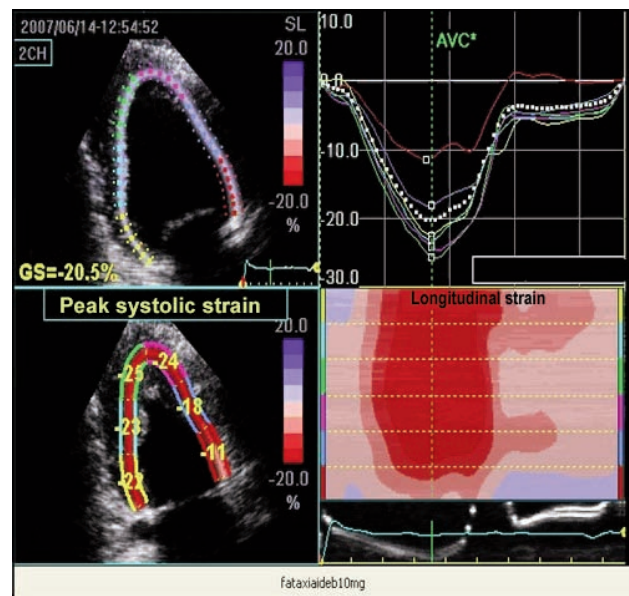 2007/06/14-12:54:52
SL
2CH
20.0
-20.0
%
GS=-20.5%
10.0
AVC*
0.0
-10.0
-20.0
-30.0
Peak systolic strain
20.0
-24
-25
-18
-23
-11
-22
-20.0
%
Longitudinal strain
fataxiaideb10mg